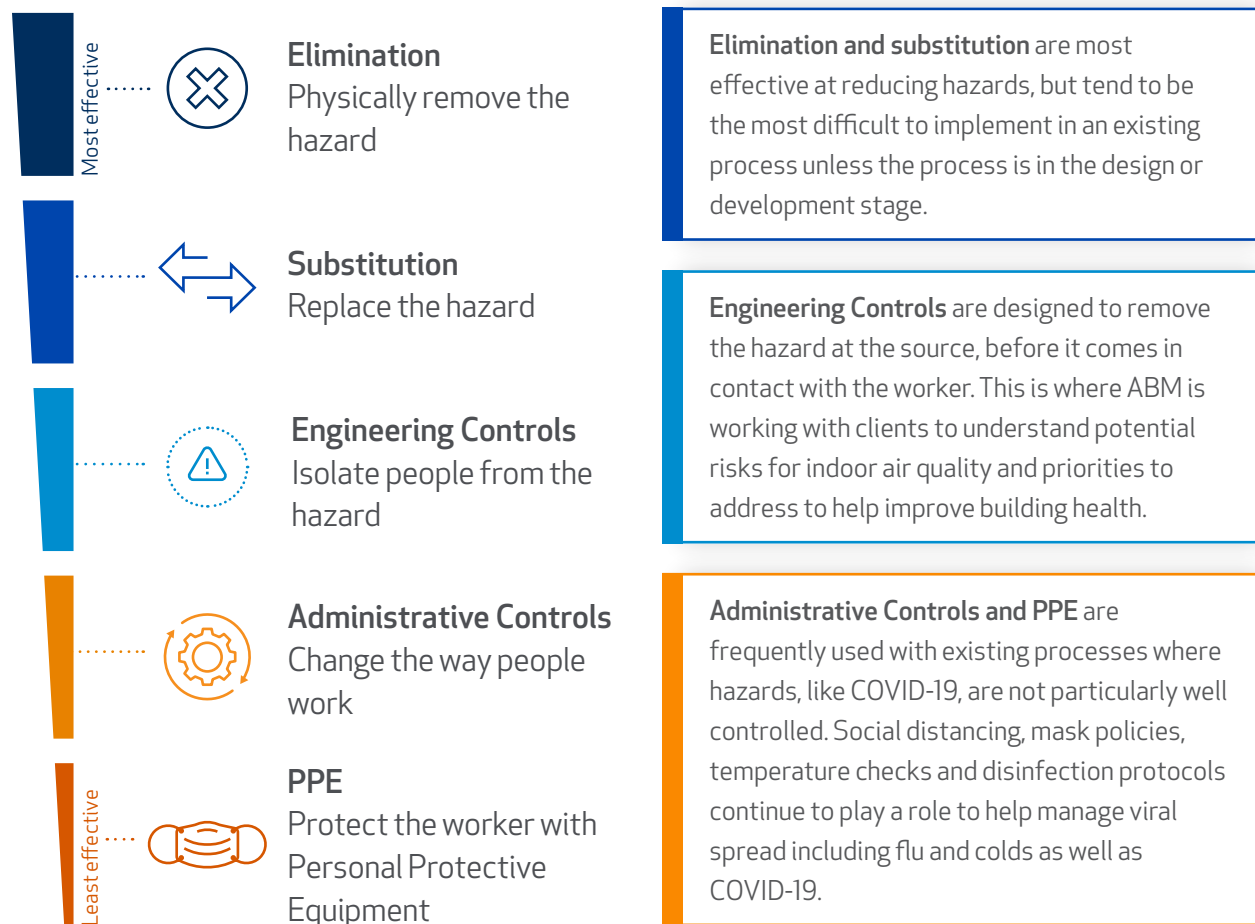 Most effective
Elimination
Physically remove the
hazard
Substitution
Replace the hazard
Engineering Controls
Isolate people from the
hazard
Administrative Controls
Change the way people
work
Least effective
PPE
Protect the worker with
Personal Protective
Equipment
Elimination and substitution are most
effective at reducing hazards, but tend to be
the most difficult to implement in an existing
process unless the process is in the design or
development stage.
Engineering Controls are designed to remove
the hazard at the source, before it comes in
contact with the worker. This is where ABM is
working with clients to understand potential
risks for indoor air quality and priorities to
address to help improve building health.
Administrative Controls and PPE are
frequently used with existing processes where
hazards, like COVID-19, are not particularly well
controlled. Social distancing, mask policies,
temperature checks and disinfection protocols
continue to play a role to help manage viral
spread including flu and colds as well as
COVID-19.